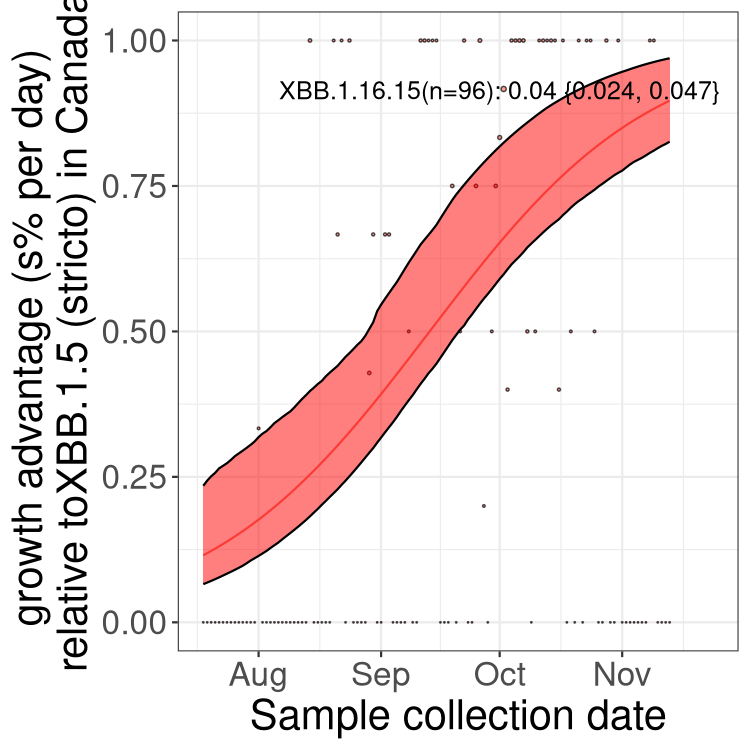 growth advantage (s% per day)
relative toXBB.1.5 (stricto) in Canada
1.00
0.75
0.50
0.25
0.00
XBB.1.16.15(n=96): 0.04 {0.024, 0.047}
Aug Sep Oct Nov
Sample collection date